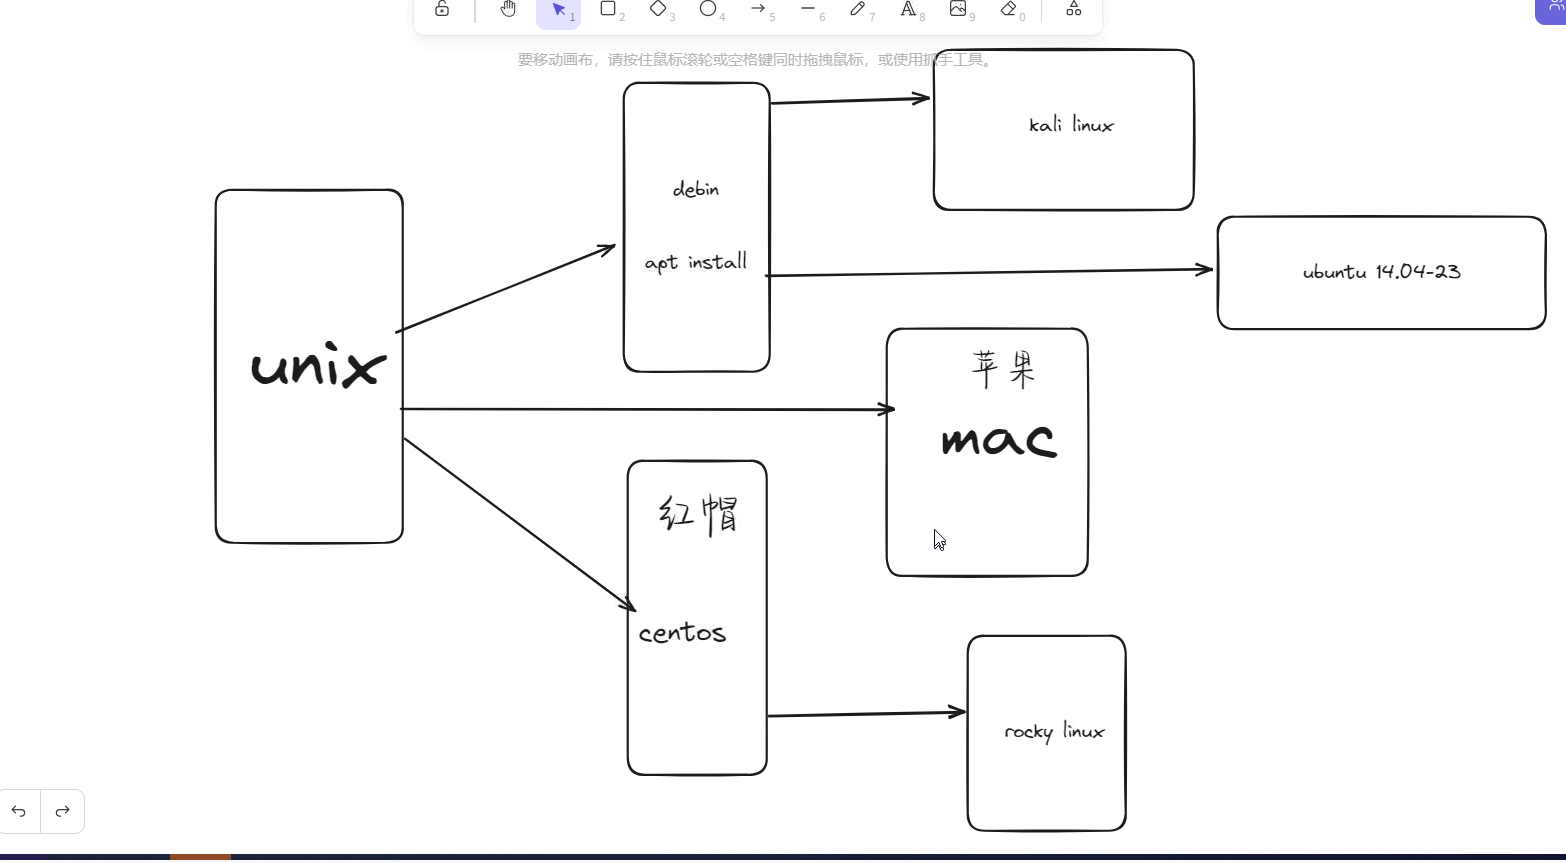 1
2
3
4
5
6
7
8
9
0
要移动画布，请按住鼠标滚轮或空格键同时拖拽鼠标，或使用抓手工具。
kali linux
debin
apt install
ubuntu 14.04-23
unix
苹果
mac
红帽
centos
rocky linux